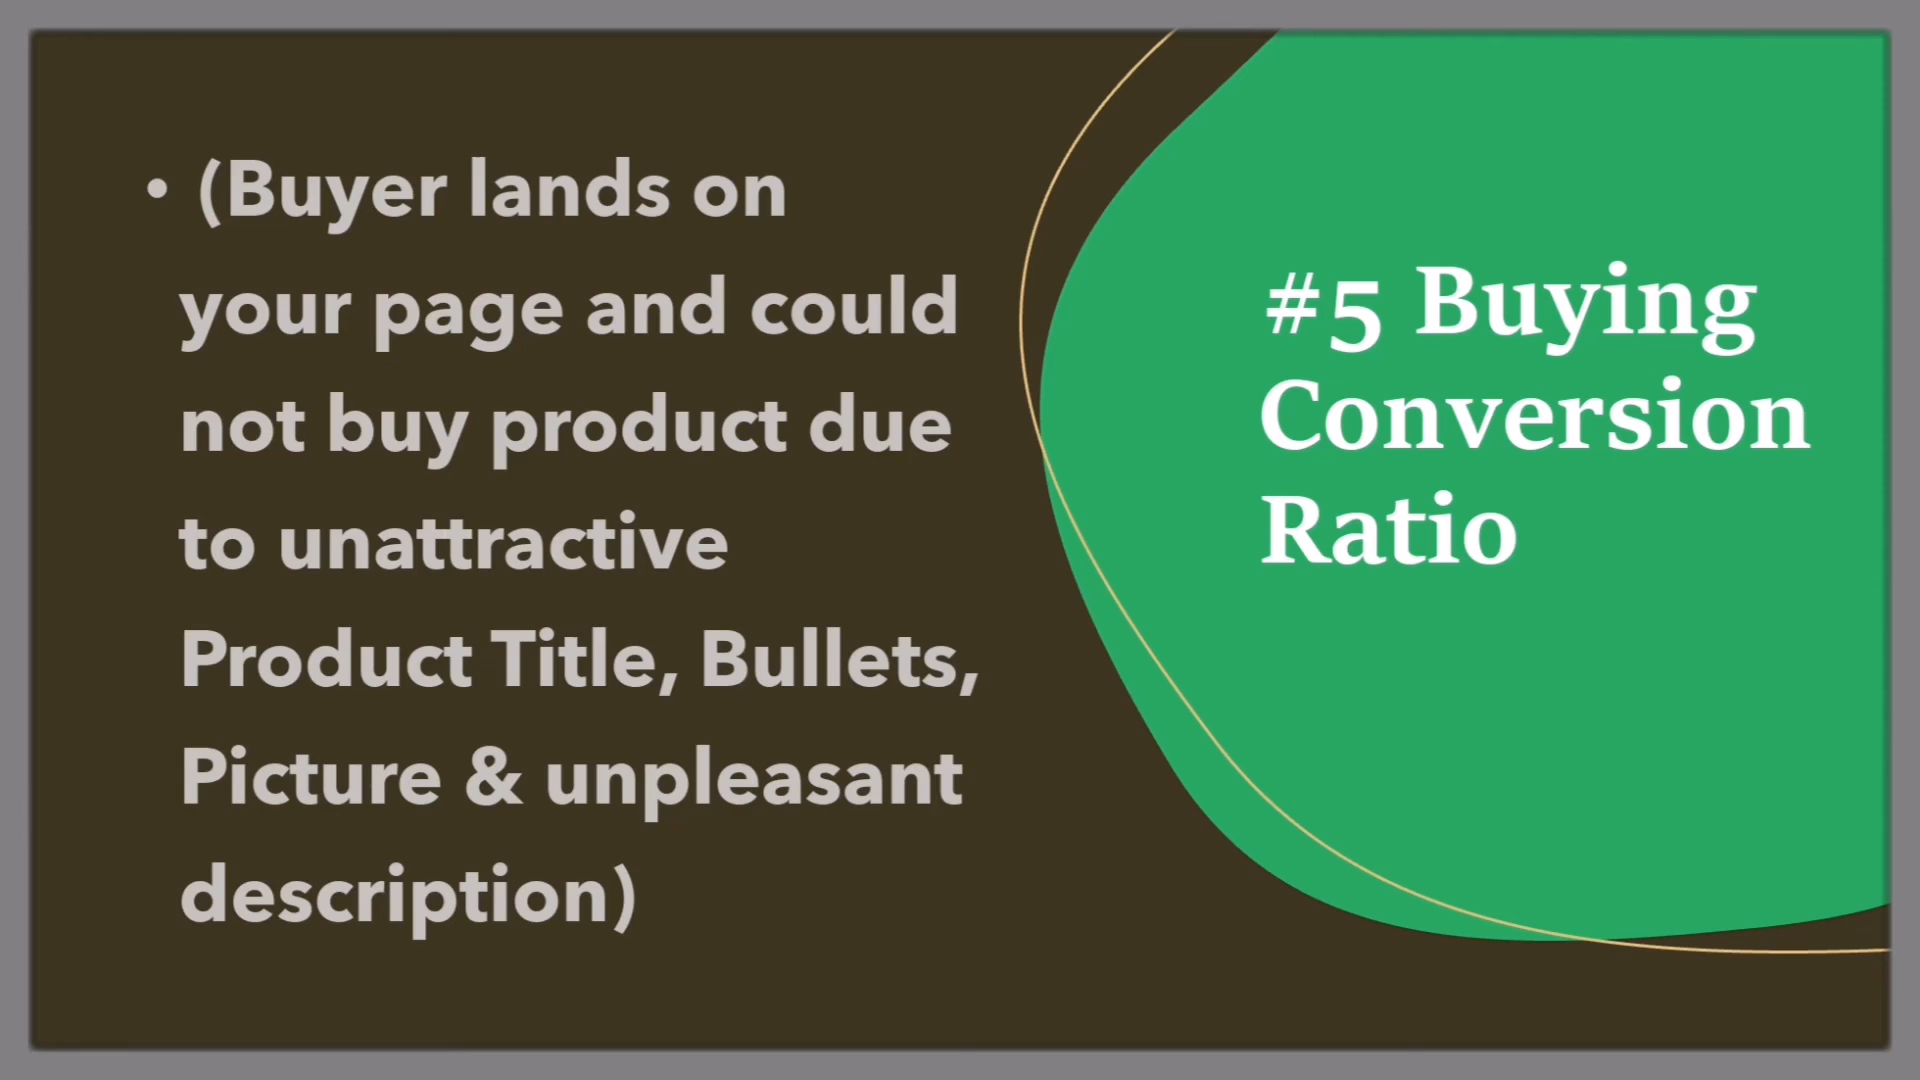 • (Buyer lands on
your page and could
not buy product due
to unattractive
Product Title, Bullets,
Picture & unpleasant
description)
#5 Buying
Conversion
Ratio